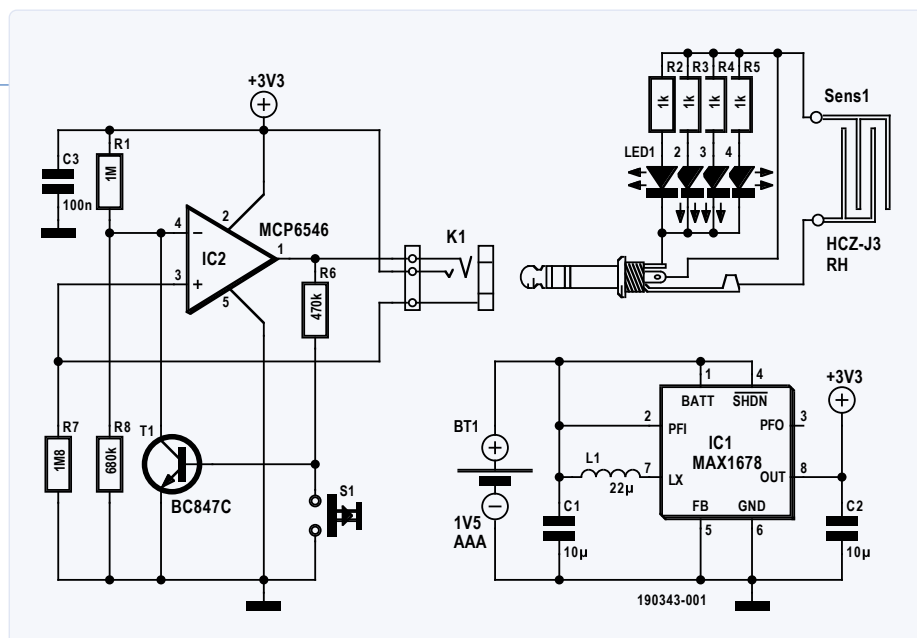 +3V3
C3
100n
R1
1M
4
2
MCP6546
IC2
1
3
5
R6
470k
K1
R7
1M8
R8
680k
T1
BC847C
S1
R2 R3 R4 R5
1k 1k 1k 1k
LED1 2 3 4
Sens1
HCZ-J3
RH
BT1
1V5
AAA
L1
22µ
C1
10µ
1 4
BATT SHDN
2 PFI PFO 3
IC1
MAX1678
7 LX OUT 8
FB GND
5 6
+3V3
C2
10µ
190343-001